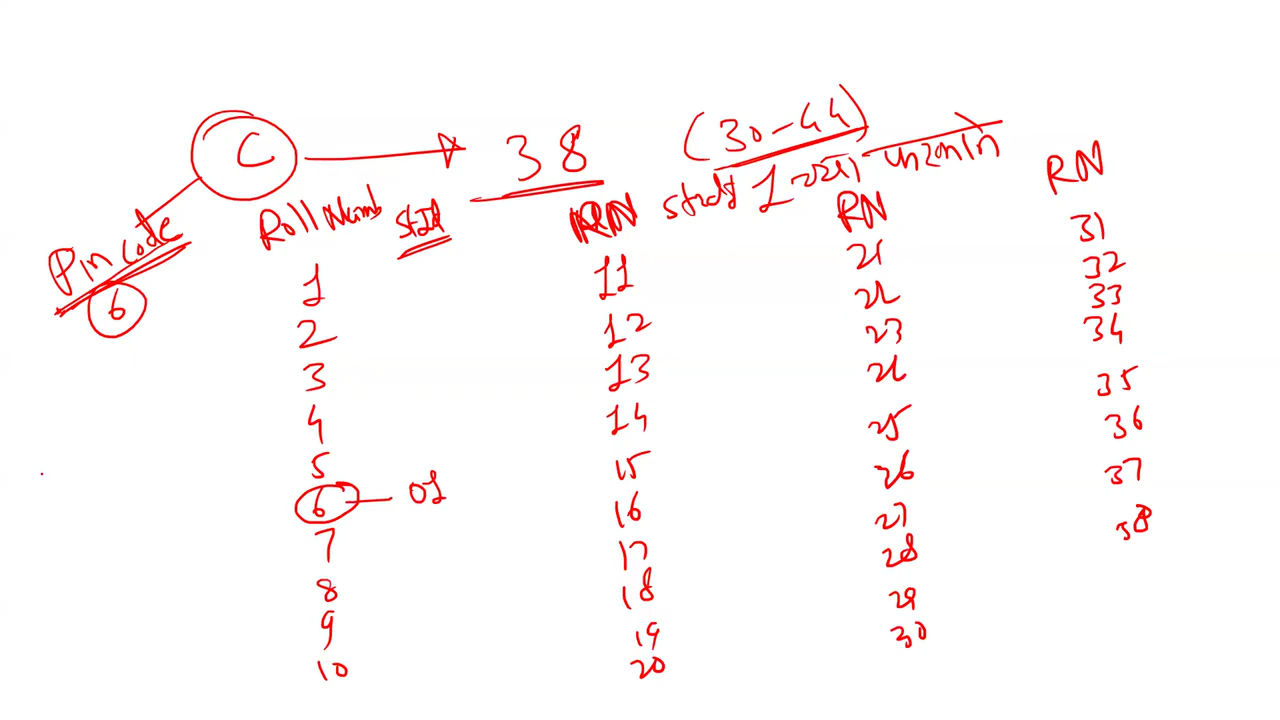 C 38 (30-44)
Pin code
6
Roll Numb RN RN RN
1 11 21 31
2 12 22 32
3 13 23 33
4 14 34
5 15 25 35
6 01 16 26 36
7 17 27 37
8 18 28 38
9 19 29
10 20 30